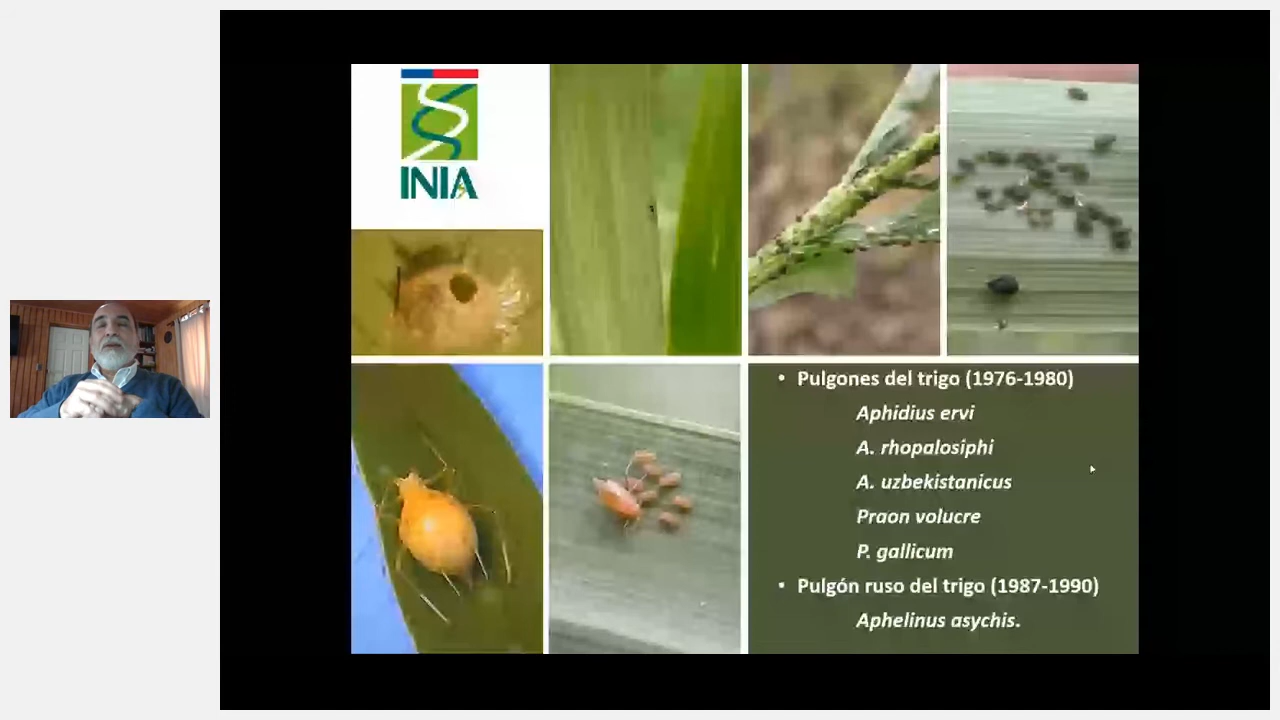 INIA
• Pulgones del trigo (1976-1980)
Aphidius ervi
A. rhopalosiphi
A. uzbekistanicus
Praon volucre
P. gallicum
• Pulgón ruso del trigo (1987-1990)
Aphelinus asychis.